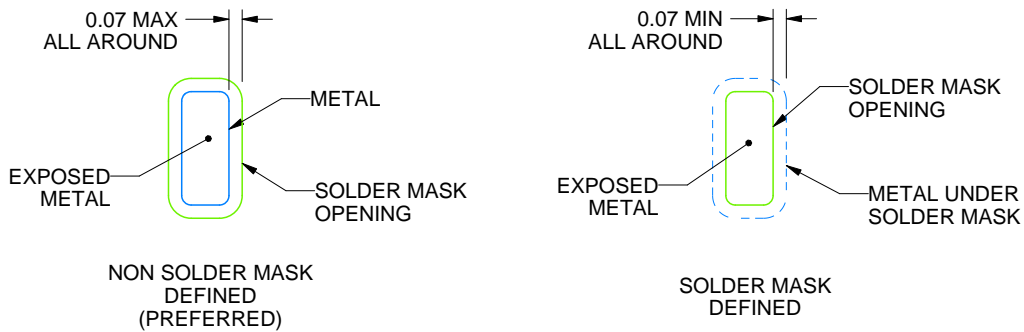 0.07 MAX
ALL AROUND
METAL
EXPOSED
METAL
SOLDER MASK
OPENING
NON SOLDER MASK
DEFINED
(PREFERRED)
0.07 MIN
ALL AROUND
SOLDER MASK
OPENING
EXPOSED
METAL
METAL UNDER
SOLDER MASK
SOLDER MASK
DEFINED